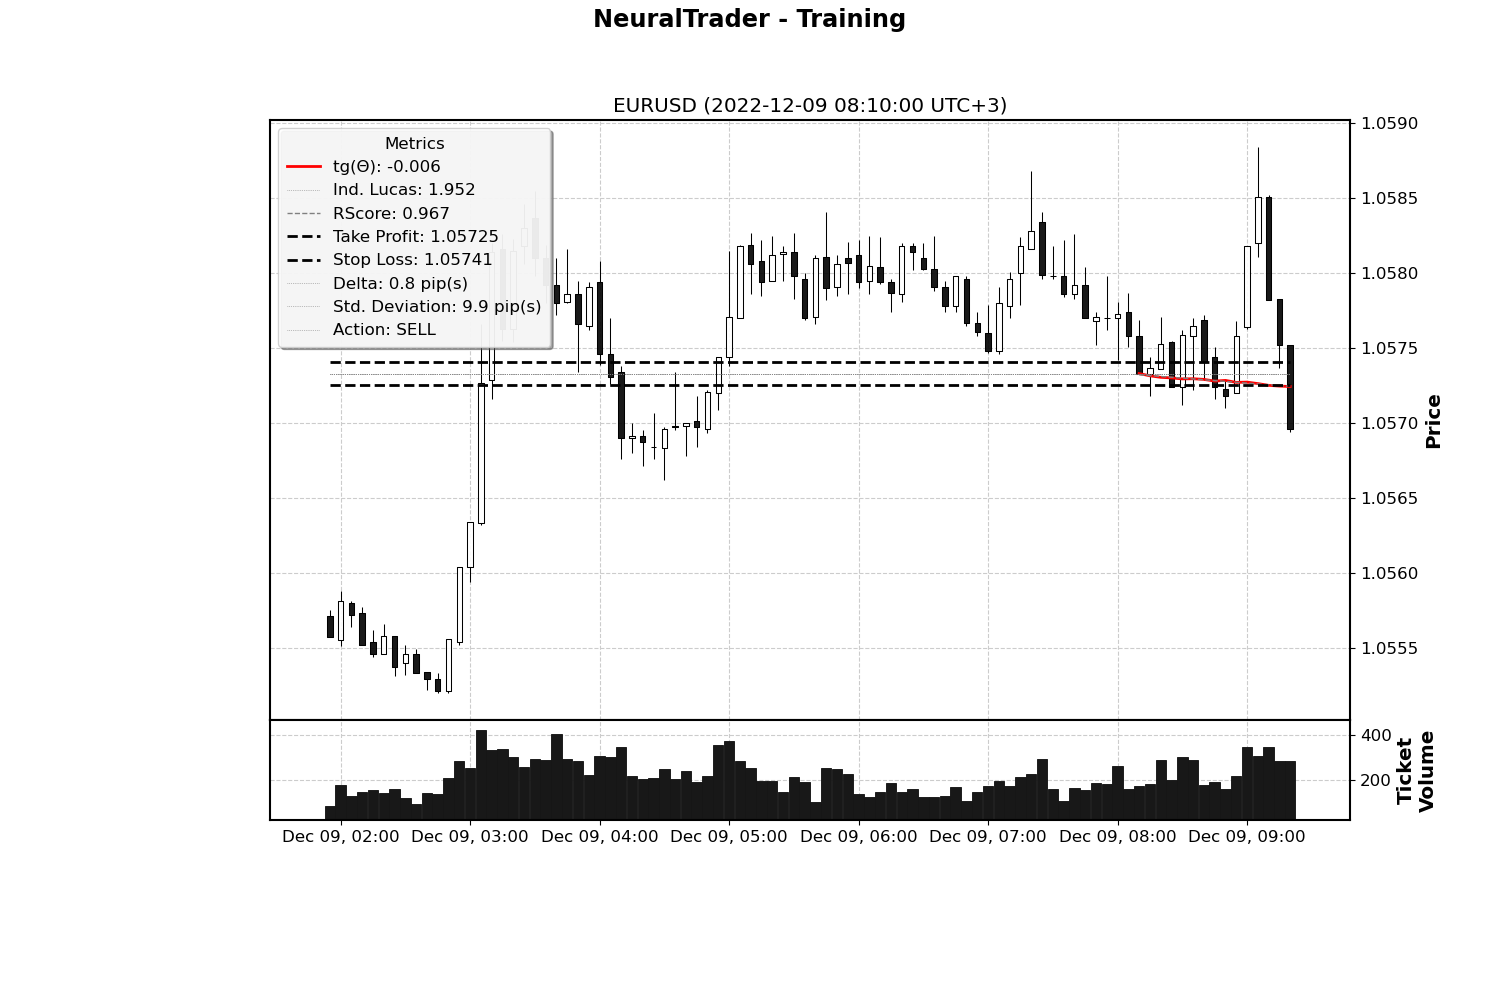 NeuralTrader - Training
EURUSD (2022-12-09 08:10:00 UTC+3)
Metrics
tg(Θ): -0.006
Ind. Lucas: 1.952
RScore: 0.967
Take Profit: 1.05725
Stop Loss: 1.05741
Delta: 0.8 pip(s)
Std. Deviation: 9.9 pip(s)
Action: SELL
1.0590
1.0585
1.0580
1.0575
1.0570
1.0565
1.0560
1.0555
Price
400
200
Ticket
Volume
Dec 09, 02:00
Dec 09, 03:00
Dec 09, 04:00
Dec 09, 05:00
Dec 09, 06:00
Dec 09, 07:00
Dec 09, 08:00
Dec 09, 09:00